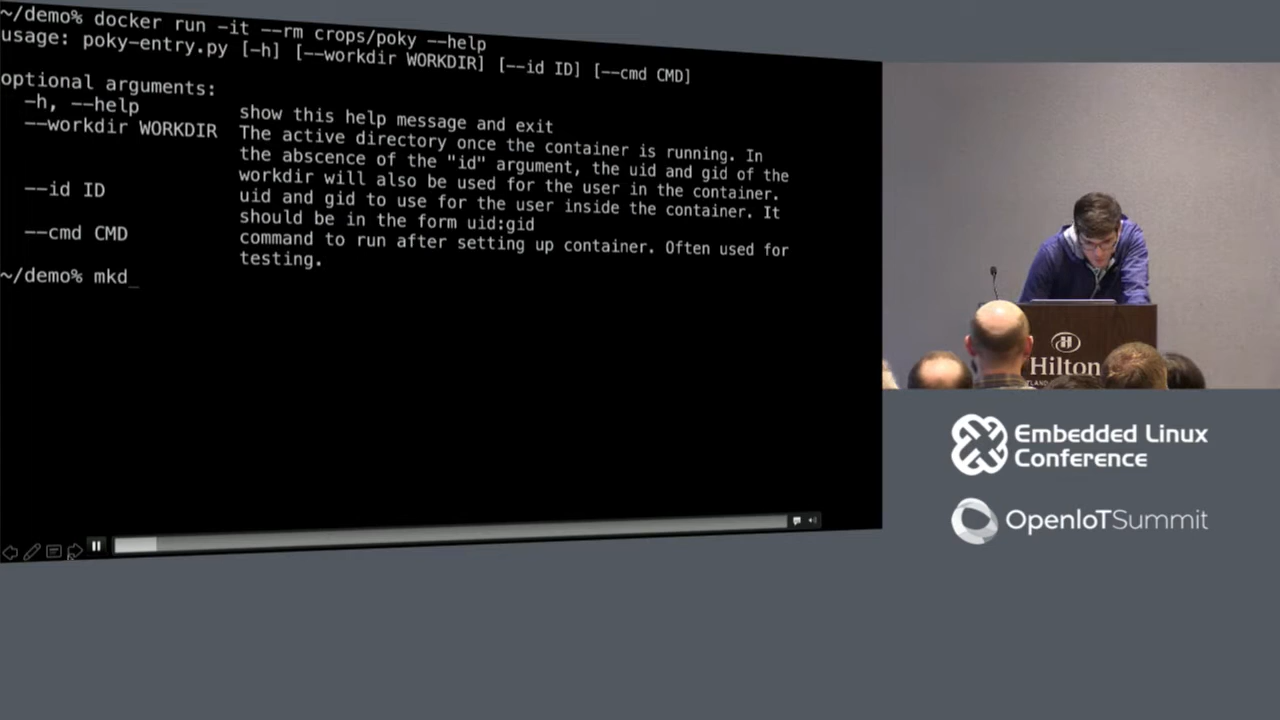 ~/demo% docker run -it --rm crops/poky --help
usage: poky-entry.py [-h] [--workdir WORKDIR] [--id ID] [--cmd CMD]
optional arguments:
-h, --help show this help message and exit
--workdir WORKDIR The active directory once the container is running. In
the abscence of the "id" argument, the uid and gid of the
workdir will also be used for the user in the container.
--id ID uid and gid to use for the user inside the container. It
should be in the form uid:gid
--cmd CMD command to run after setting up container. Often used for
testing.
~/demo% mkd_
Hilton
Embedded Linux
Conference
OpenIoTSummit